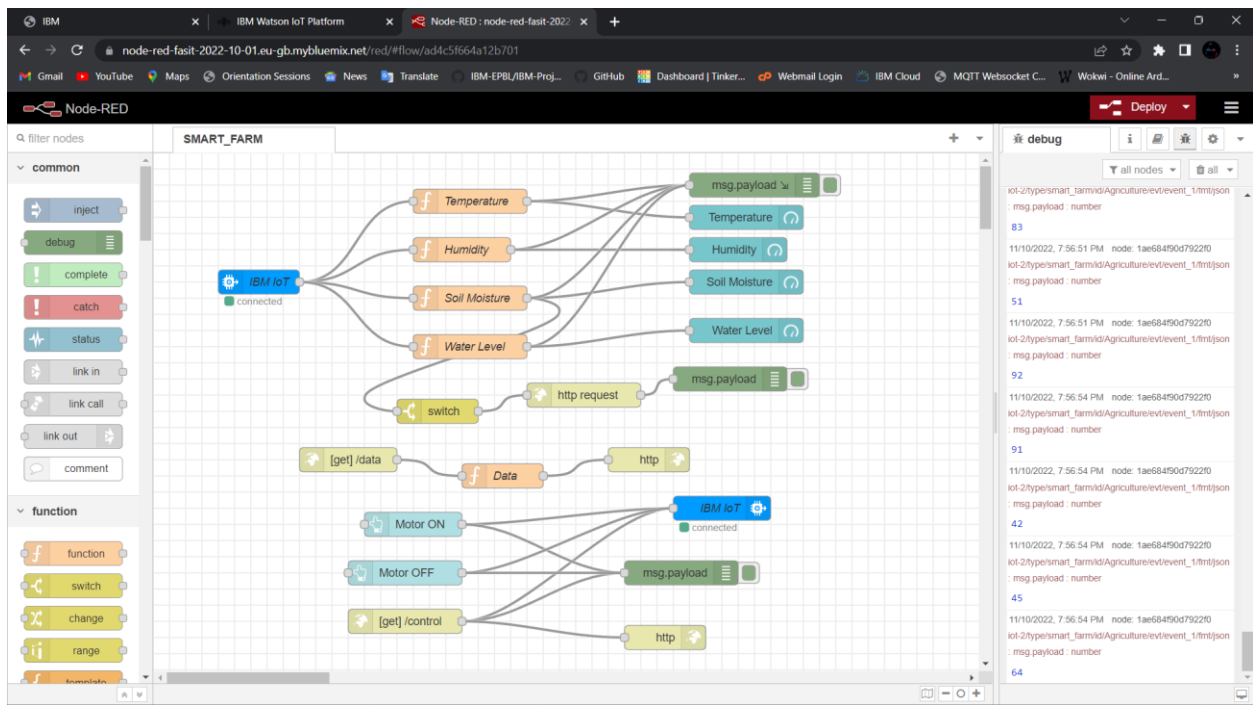 IBM
IBM Watson IoT Platform
Node-RED : node-red-fasit-2022
node-red-fasit-2022-10-01.eu-gb.mybluemix.net/red/#flow/ad4c5f664a12b701
Gmail YouTube Maps Orientation Sessions News Translate IBM-EPBL/IBM-Proj... GitHub Dashboard | Tinker... Webmail Login IBM Cloud MQTT Websocket C... Wokwi - Online Ard... »
Node-RED
Deploy
filter nodes
common
inject
debug
complete
catch
status
link in
link call
link out
comment
function
function
switch
change
range
template
SMART_FARM
Temperature
Humidity
IBM IoT
connected
Soil Moisture
Water Level
msg.payload
Temperature
Humidity
Soil Moisture
Water Level
msg.payload
http request
switch
[get] /data
Data
http
Motor ON
IBM IoT
connected
Motor OFF
msg.payload
[get] /control
http
debug
all nodes
all
iot-2/type/smart_farm/id/Agriculture/evt/event_1/fmt/json
: msg.payload : number
83
11/10/2022, 7:56:51 PM node: 1ae684f90d7922f0
iot-2/type/smart_farm/id/Agriculture/evt/event_1/fmt/json
: msg.payload : number
51
11/10/2022, 7:56:51 PM node: 1ae684f90d7922f0
iot-2/type/smart_farm/id/Agriculture/evt/event_1/fmt/json
: msg.payload : number
92
11/10/2022, 7:56:54 PM node: 1ae684f90d7922f0
iot-2/type/smart_farm/id/Agriculture/evt/event_1/fmt/json
: msg.payload : number
91
11/10/2022, 7:56:54 PM node: 1ae684f90d7922f0
iot-2/type/smart_farm/id/Agriculture/evt/event_1/fmt/json
: msg.payload : number
42
11/10/2022, 7:56:54 PM node: 1ae684f90d7922f0
iot-2/type/smart_farm/id/Agriculture/evt/event_1/fmt/json
: msg.payload : number
45
11/10/2022, 7:56:54 PM node: 1ae684f90d7922f0
iot-2/type/smart_farm/id/Agriculture/evt/event_1/fmt/json
: msg.payload : number
64